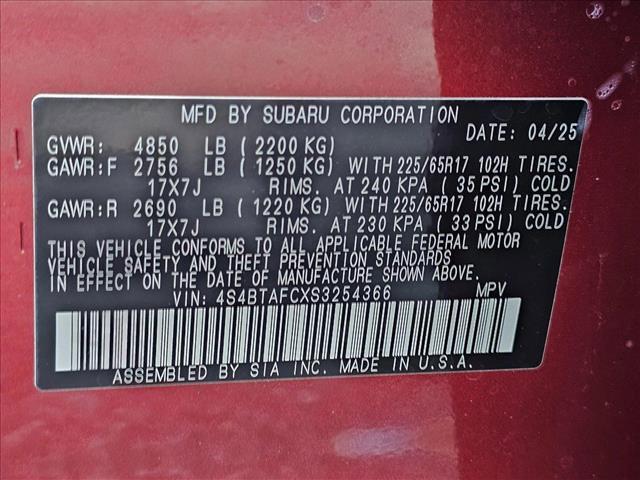 MFD BY SUBARU CORPORATION
DATE: 04/25
GVWR: 4850 LB (2200 KG)
GAWR:F 2756 LB (1250 KG) WITH 225/65R17 102H TIRES.
17X7J RIMS. AT 240 KPA (35 PSI) COLD
GAWR:R 2690 LB (1220 KG) WITH 225/65R17 102H TIRES.
17X7J RIMS. AT 230 KPA (33 PSI) COLD
THIS VEHICLE CONFORMS TO ALL APPLICABLE FEDERAL MOTOR
VEHICLE SAFETY AND THEFT PREVENTION STANDARDS
IN EFFECT ON THE DATE OF MANUFACTURE SHOWN ABOVE.
VIN: 4S4BTAFCXS3254366 MPV
ASSEMBLED BY SIA INC. MADE IN U.S.A.